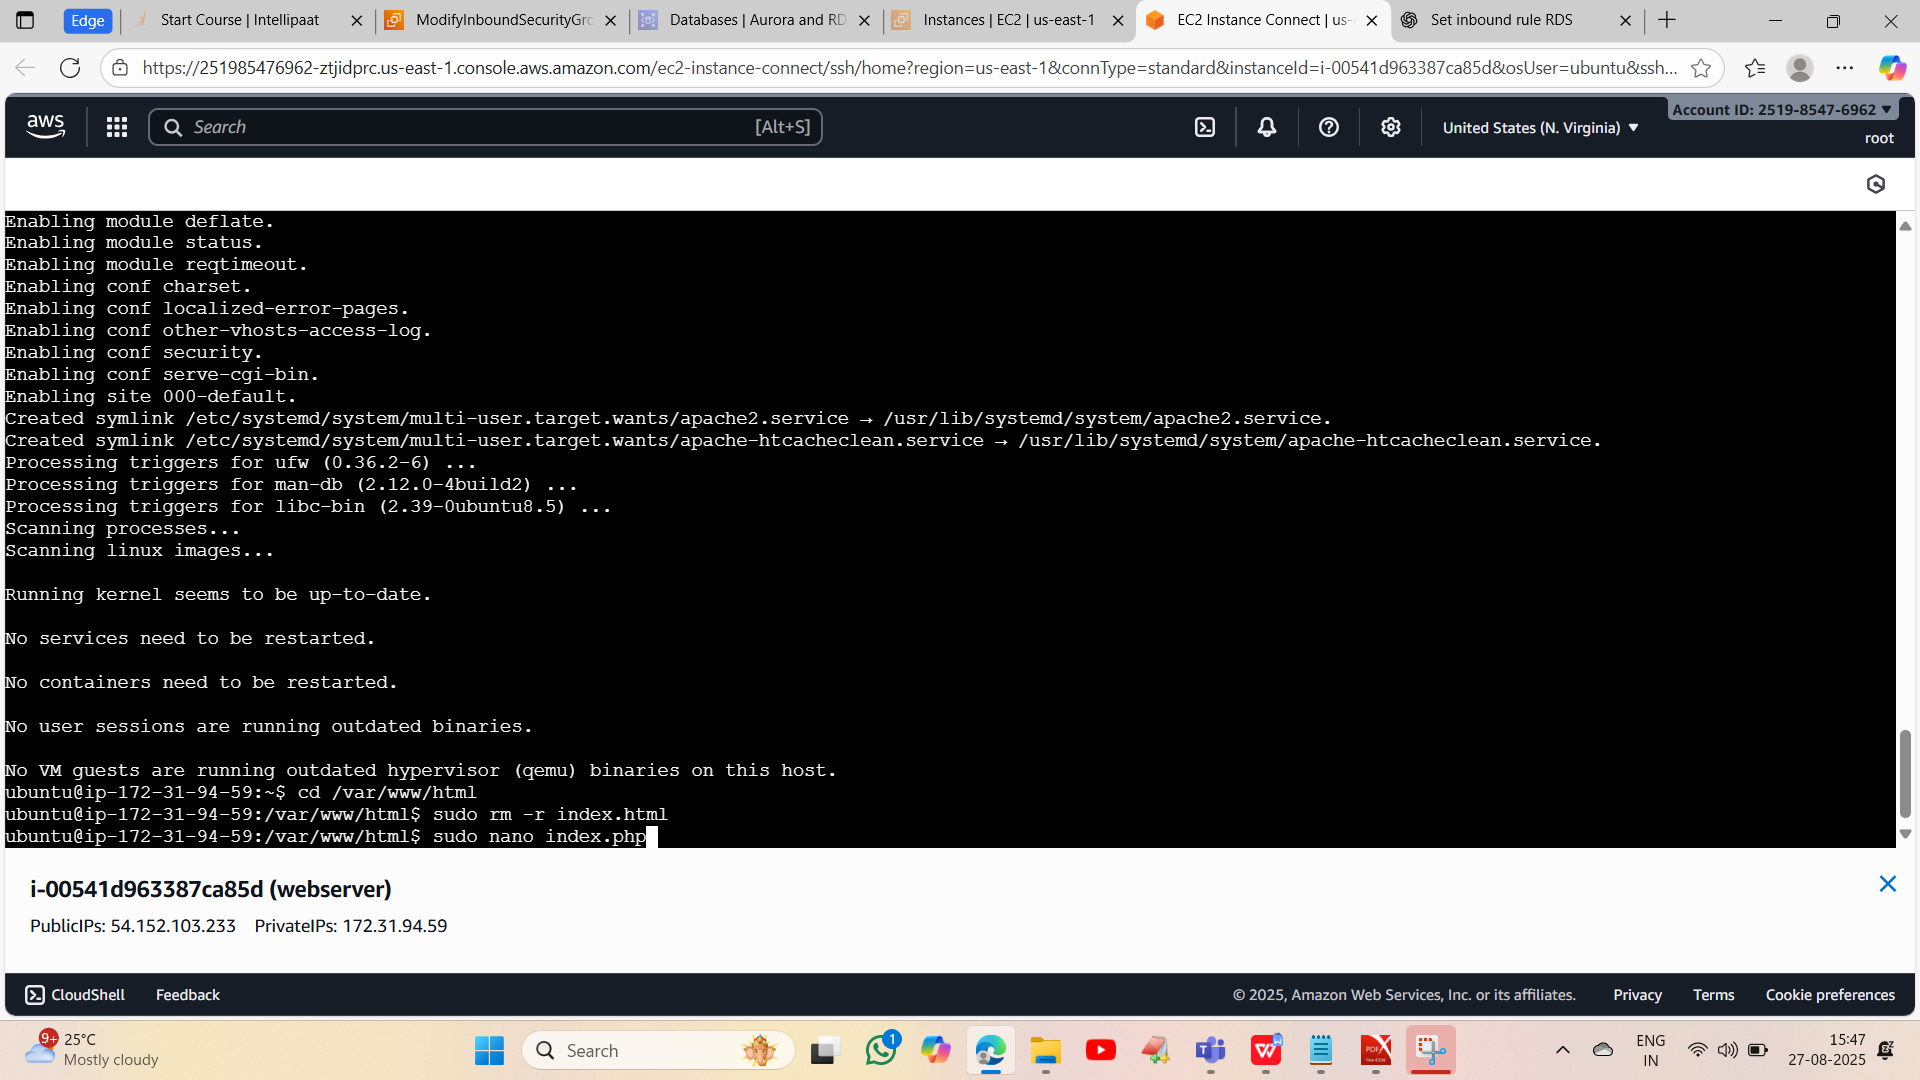 Edge
Start Course | Intellipaat
ModifyInboundSecurityGro
Databases | Aurora and RD
Instances | EC2 | us-east-1
EC2 Instance Connect | us-
Set inbound rule RDS
https://251985476962-ztjidprc.us-east-1.console.aws.amazon.com/ec2-instance-connect/ssh/home?region=us-east-1&connType=standard&instanceId=i-00541d963387ca85d&osUser=ubuntu&ssh...
aws
Search
[Alt+S]
United States (N. Virginia)
Account ID: 2519-8547-6962
root
Enabling module deflate.
Enabling module status.
Enabling module reqtimeout.
Enabling conf charset.
Enabling conf localized-error-pages.
Enabling conf other-vhosts-access-log.
Enabling conf security.
Enabling conf serve-cgi-bin.
Enabling site 000-default.
Created symlink /etc/systemd/system/multi-user.target.wants/apache2.service → /usr/lib/systemd/system/apache2.service.
Created symlink /etc/systemd/system/multi-user.target.wants/apache-htcacheclean.service → /usr/lib/systemd/system/apache-htcacheclean.service.
Processing triggers for ufw (0.36.2-6) ...
Processing triggers for man-db (2.12.0-4build2) ...
Processing triggers for libc-bin (2.39-0ubuntu8.5) ...
Scanning processes...
Scanning linux images...
Running kernel seems to be up-to-date.
No services need to be restarted.
No containers need to be restarted.
No user sessions are running outdated binaries.
No VM guests are running outdated hypervisor (qemu) binaries on this host.
ubuntu@ip-172-31-94-59:~$ cd /var/www/html
ubuntu@ip-172-31-94-59:/var/www/html$ sudo rm -r index.html
ubuntu@ip-172-31-94-59:/var/www/html$ sudo nano index.php
i-00541d963387ca85d (webserver)
PublicIPs: 54.152.103.233 PrivateIPs: 172.31.94.59
CloudShell
Feedback
© 2025, Amazon Web Services, Inc. or its affiliates.
Privacy
Terms
Cookie preferences
9+
25°C
Mostly cloudy
Search
1
PDF
ENG
IN
15:47
27-08-2025